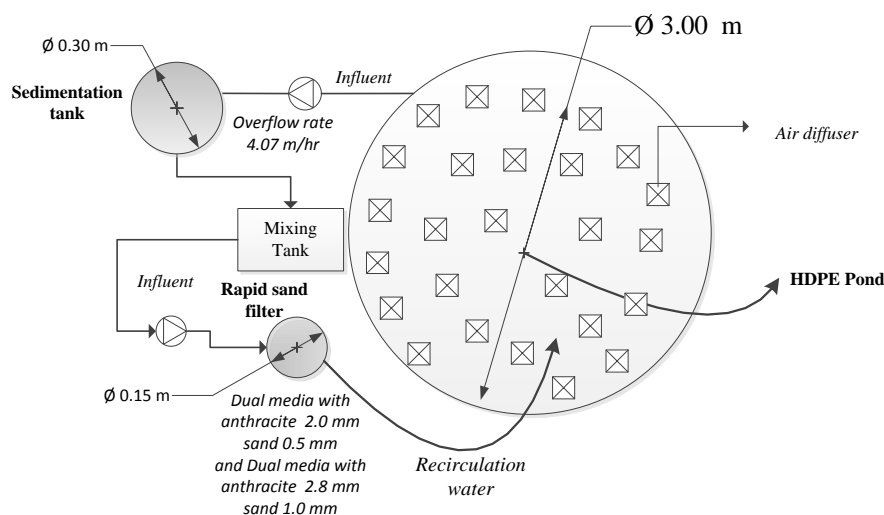 Ø 3.00 m
Ø 0.30 m
Sedimentation
tank
Influent
Overflow rate
4.07 m/hr
Air diffuser
Mixing
Tank
Influent
Rapid sand
filter
HDPE Pond
Ø 0.15 m
Dual media with
anthracite 2.0 mm
sand 0.5 mm
and Dual media with
anthracite 2.8 mm
sand 1.0 mm
Recirculation
water